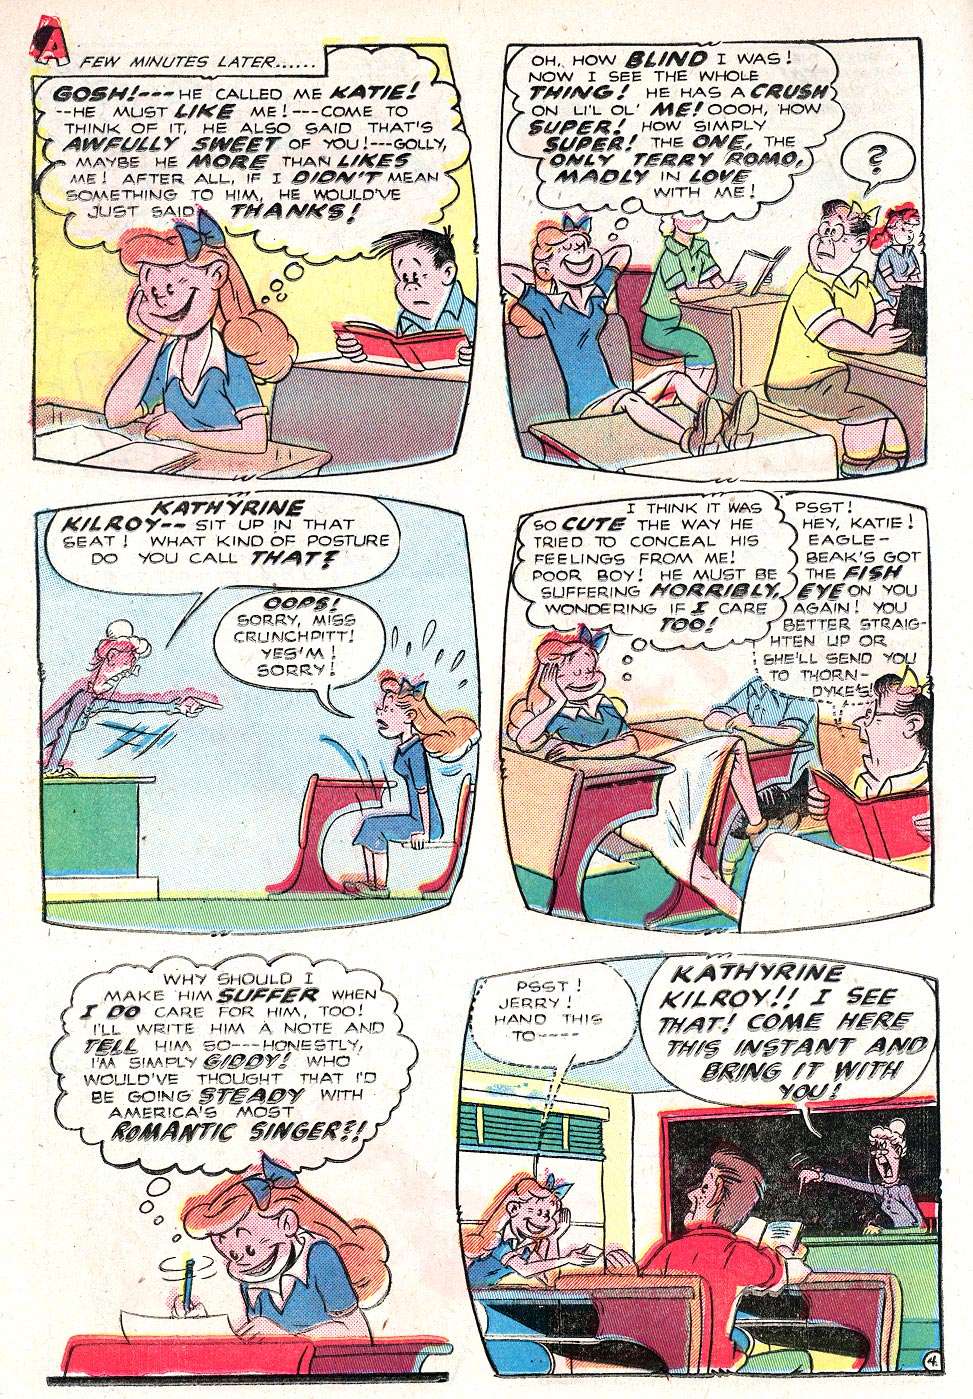 A FEW MINUTES LATER......
GOSH!---HE CALLED ME KATIE!
--HE MUST LIKE ME!---COME TO
THINK OF IT, HE ALSO SAID THAT'S
AWFULLY SWEET OF YOU!---GOLLY,
MAYBE HE MORE THAN LIKES
ME! AFTER ALL, IF I DIDN'T MEAN
SOMETHING TO HIM, HE WOULD'VE
JUST SAID, THANKS!
OH, HOW BLIND I WAS!
NOW I SEE THE WHOLE
THING! HE HAS A CRUSH
ON LI'L OL' ME! OOOH, HOW
SUPER! HOW SIMPLY
SUPER! THE ONE, THE
ONLY TERRY ROMO,
MADLY IN LOVE
WITH ME!
?
KATHYRINE
KILROY-- SIT UP IN THAT
SEAT! WHAT KIND OF POSTURE
DO YOU CALL THAT?
OOPS!
SORRY, MISS
CRUNCHPITT!
YES'M!
SORRY!
I THINK IT WAS
SO CUTE THE WAY HE
TRIED TO CONCEAL HIS
FEELINGS FROM ME!
POOR BOY! HE MUST BE
SUFFERING HORRIBLY,
WONDERING IF I CARE
TOO!
PSST!
HEY, KATIE!
EAGLE-
BEAK'S GOT
THE FISH
EYE ON YOU
AGAIN! YOU
BETTER STRAIG-
HTEN UP OR
SHE'LL SEND YOU
TO THORN-
DYKE'S!
WHY SHOULD I
MAKE HIM SUFFER WHEN
I DO CARE FOR HIM, TOO!
I'LL WRITE HIM A NOTE AND
TELL HIM SO---HONESTLY,
I'M SIMPLY GIDDY! WHO
WOULD'VE THOUGHT THAT I'D
BE GOING STEADY WITH
AMERICA'S MOST
ROMANTIC SINGER?!
PSST!
JERRY!
HAND THIS
TO----
KATHYRINE
KILROY!! I SEE
THAT! COME HERE
THIS INSTANT AND
BRING IT WITH
YOU!
4.